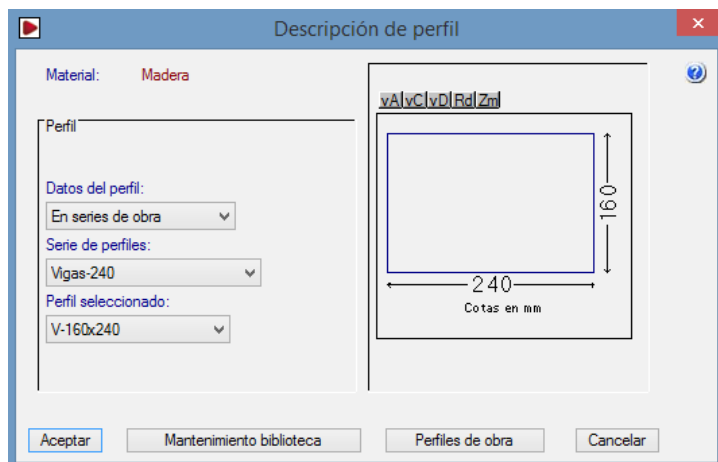 Descripción de perfil
Material: Madera
Perfil
Datos del perfil:
En series de obra
Serie de perfiles:
Vigas-240
Perfil seleccionado:
V-160x240
vA vC vD Rd Zm
160
240
Cotas en mm
Aceptar Mantenimiento biblioteca Perfiles de obra Cancelar